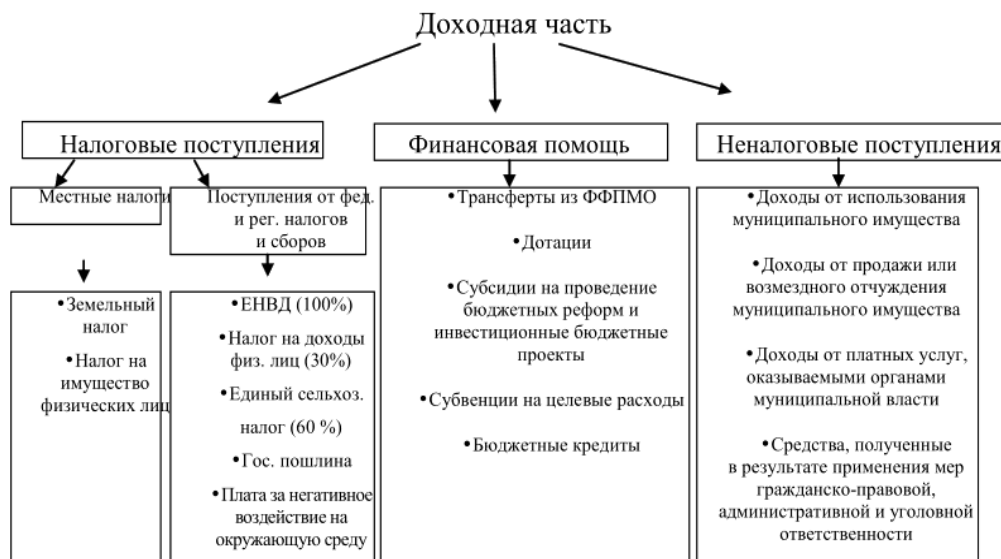 Доходная часть
Налоговые поступления
Финансовая помощь
Неналоговые поступления
Местные налоги
Поступления от фед.
и рег. налогов
и сборов
•Земельный
налог
•Налог на
имущество
физических лиц
•ЕНВД (100%)
•Налог на доходы
физ. лиц (30%)
•Единый сельхоз.
налог (60 %)
•Гос. пошлина
•Плата за негативное
воздействие на
окружающую среду
•Трансферты из ФФПМО
•Дотации
•Субсидии на проведение
бюджетных реформ и
инвестиционные бюджетные
проекты
•Субвенции на целевые расходы
•Бюджетные кредиты
•Доходы от использования
муниципального имущества
•Доходы от продажи или
возмездного отчуждения
муниципального имущества
•Доходы от платных услуг,
оказываемыми органами
муниципальной власти
•Средства, полученные
в результате применения мер
гражданско-правовой,
административной и уголовной
ответственности